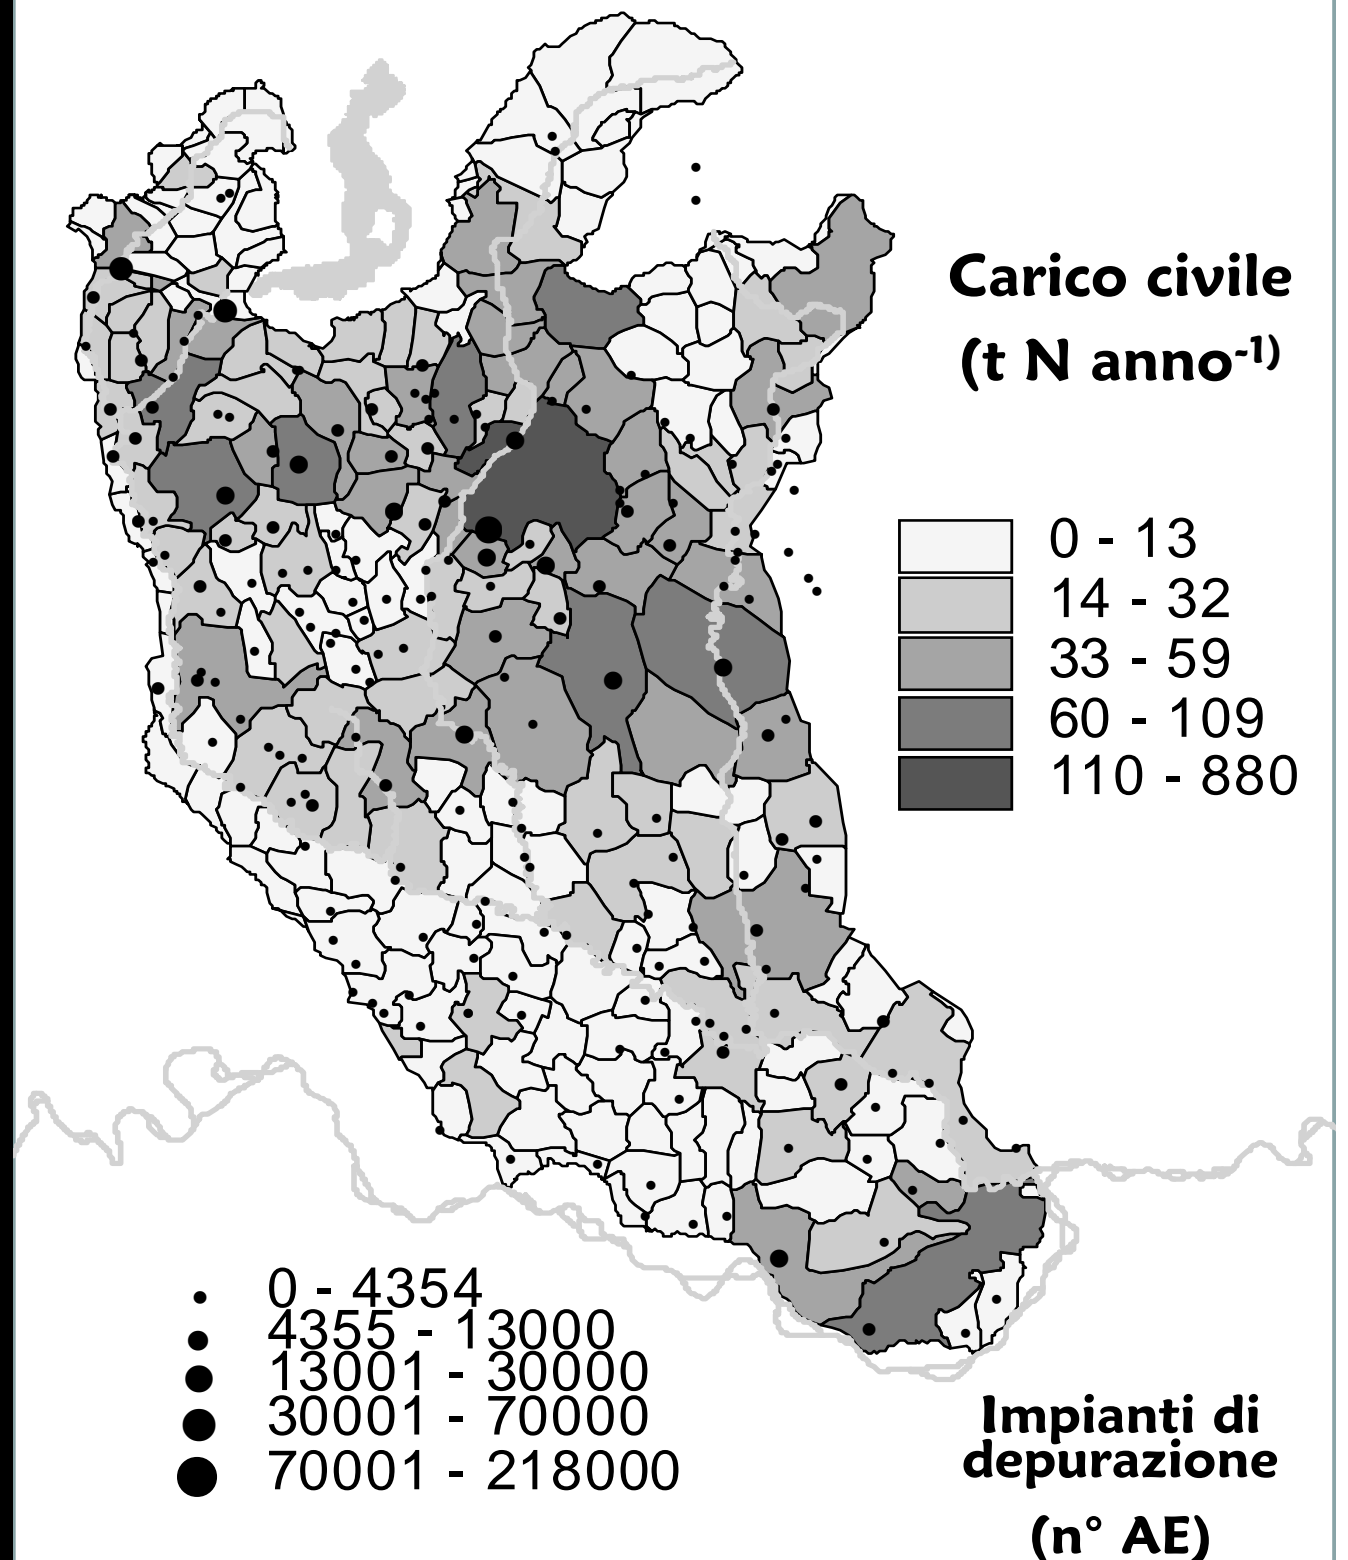 Carico civile
(t N anno-1)
0 - 13
14 - 32
33 - 59
60 - 109
110 - 880
0 - 4354
4355 - 13000
13001 - 30000
30001 - 70000
70001 - 218000
Impianti di
depurazione
(n° AE)